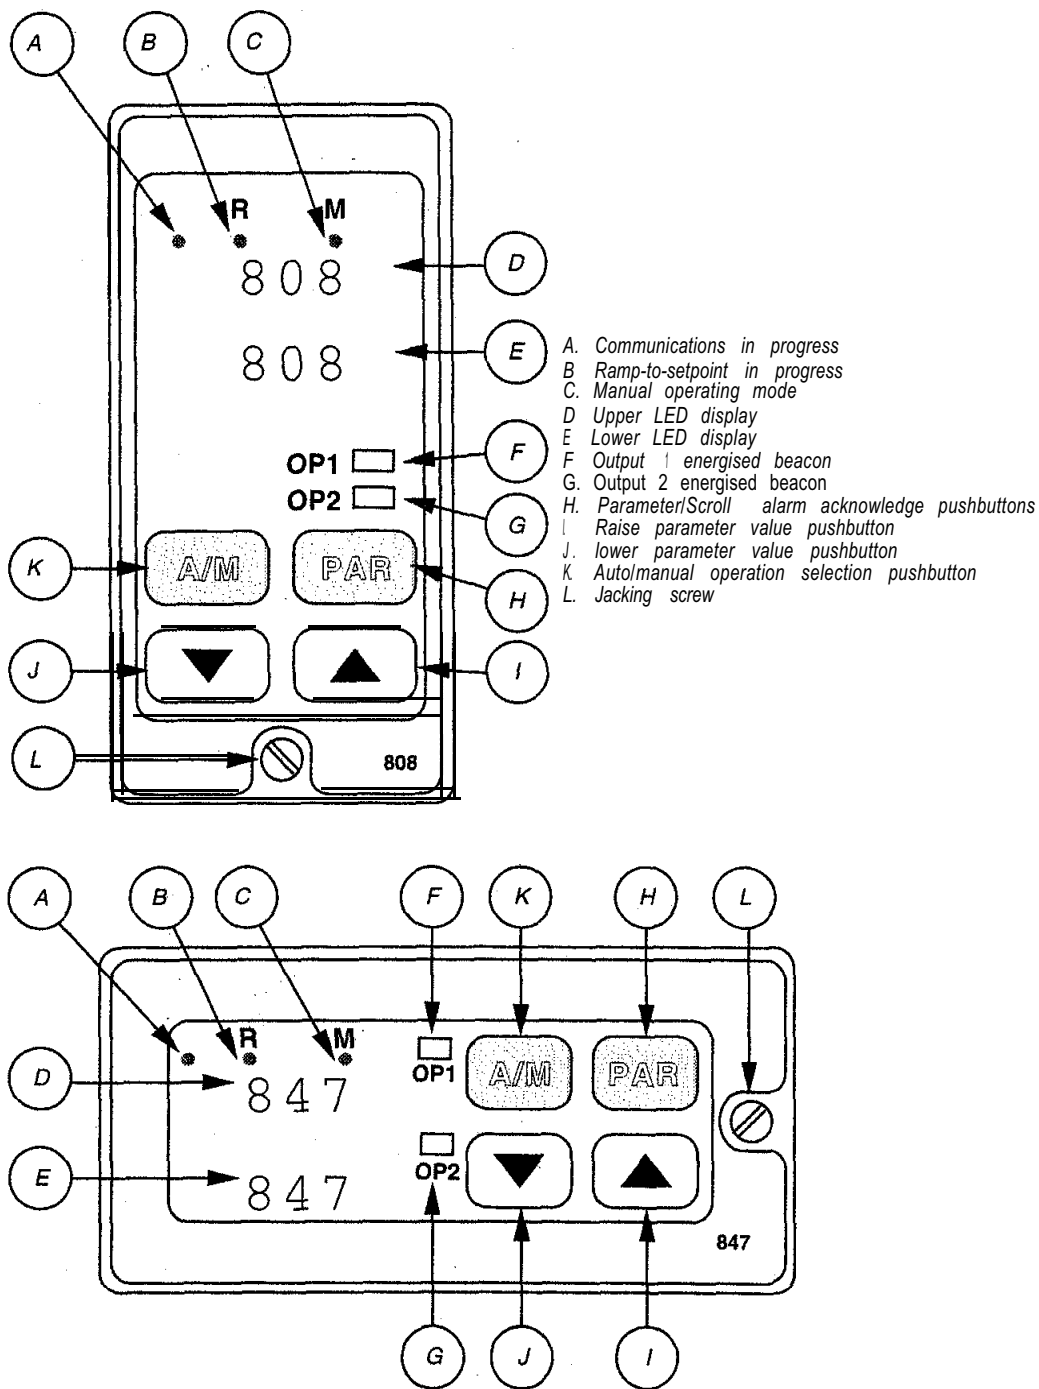 A B C
R M
808 D
808 E
A. Communications in progress
B Ramp-to-setpoint in progress
C. Manual operating mode
D Upper LED display
E Lower LED display
F Output 1 energised beacon
G. Output 2 energised beacon
H. Parameter/Scroll alarm acknowledge pushbuttons
I Raise parameter value pushbutton
J. lower parameter value pushbutton
K. Auto/manual operation selection pushbutton
L. Jacking screw
OP1 F
OP2 G
K A/M PAR H
J I
L 808
A B C F K H L
R M
D 847 OP1 A/M PAR
E 847 OP2
847
G J I